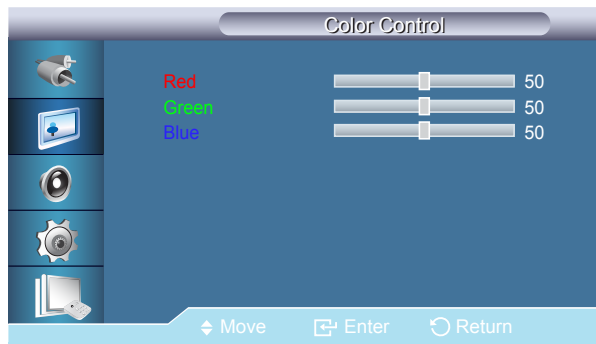 Color Control
Red 50
Green 50
Blue 50
Move Enter Return